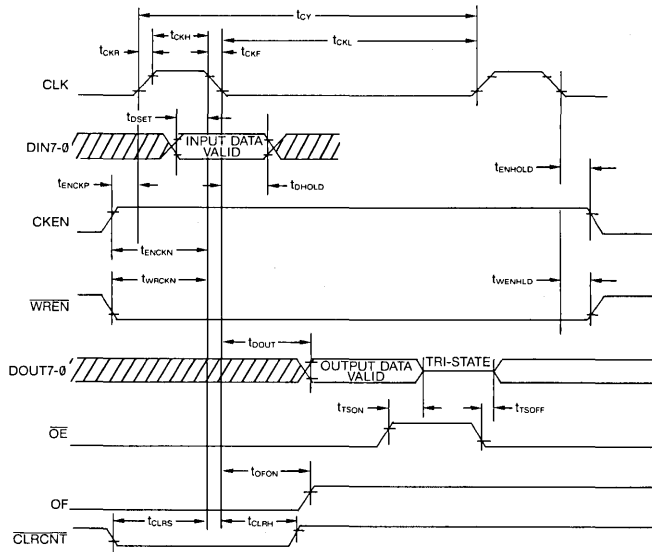 tCY
tCKH
tCKR
tCKL
tCKF
CLK
tDSET
DIN7-0
INPUT DATA
VALID
tENHOLD
tDHOLD
tENCKP
CKEN
tENCKN
tWRCKN
tWENHLD
WREN
tDOUT
DOUT7-0
OUTPUT DATA
VALID
TRI-STATE
tTSON
tTSOFF
OE
tOFON
OF
tCLRS
tCLRH
CLRCNT